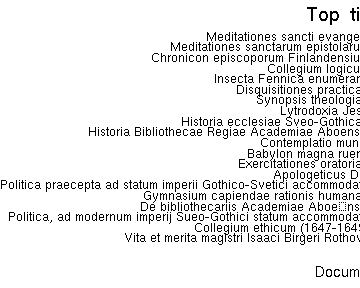 Top ti
Meditationes sancti evange
Meditationes sanctarum epistolaru
Chronicon episcoporum Finlandensiu
Collegium logicu
Insecta Fennica enumerar
Disquisitiones practica
Synopsis theologia
Lytrodoxia Jes
Historia ecclesiae Sveo-Gothica
Historia Bibliothecae Regiae Academiae Aboens
Contemplatio mun
Babylon magna ruer
Exercitationes oratoria
Apologeticus D
Politica praecepta ad statum imperii Gothico-Svetici accommoda
Gymnasium capiendae rationis humana
De bibliothecariis Academiae Aboe□ns
Politica, ad modernum imperij Sueo-Gothici statum accommoda
Collegium ethicum (1647-1649
Vita et merita magistri Isaaci Birgeri Rothov
Docum